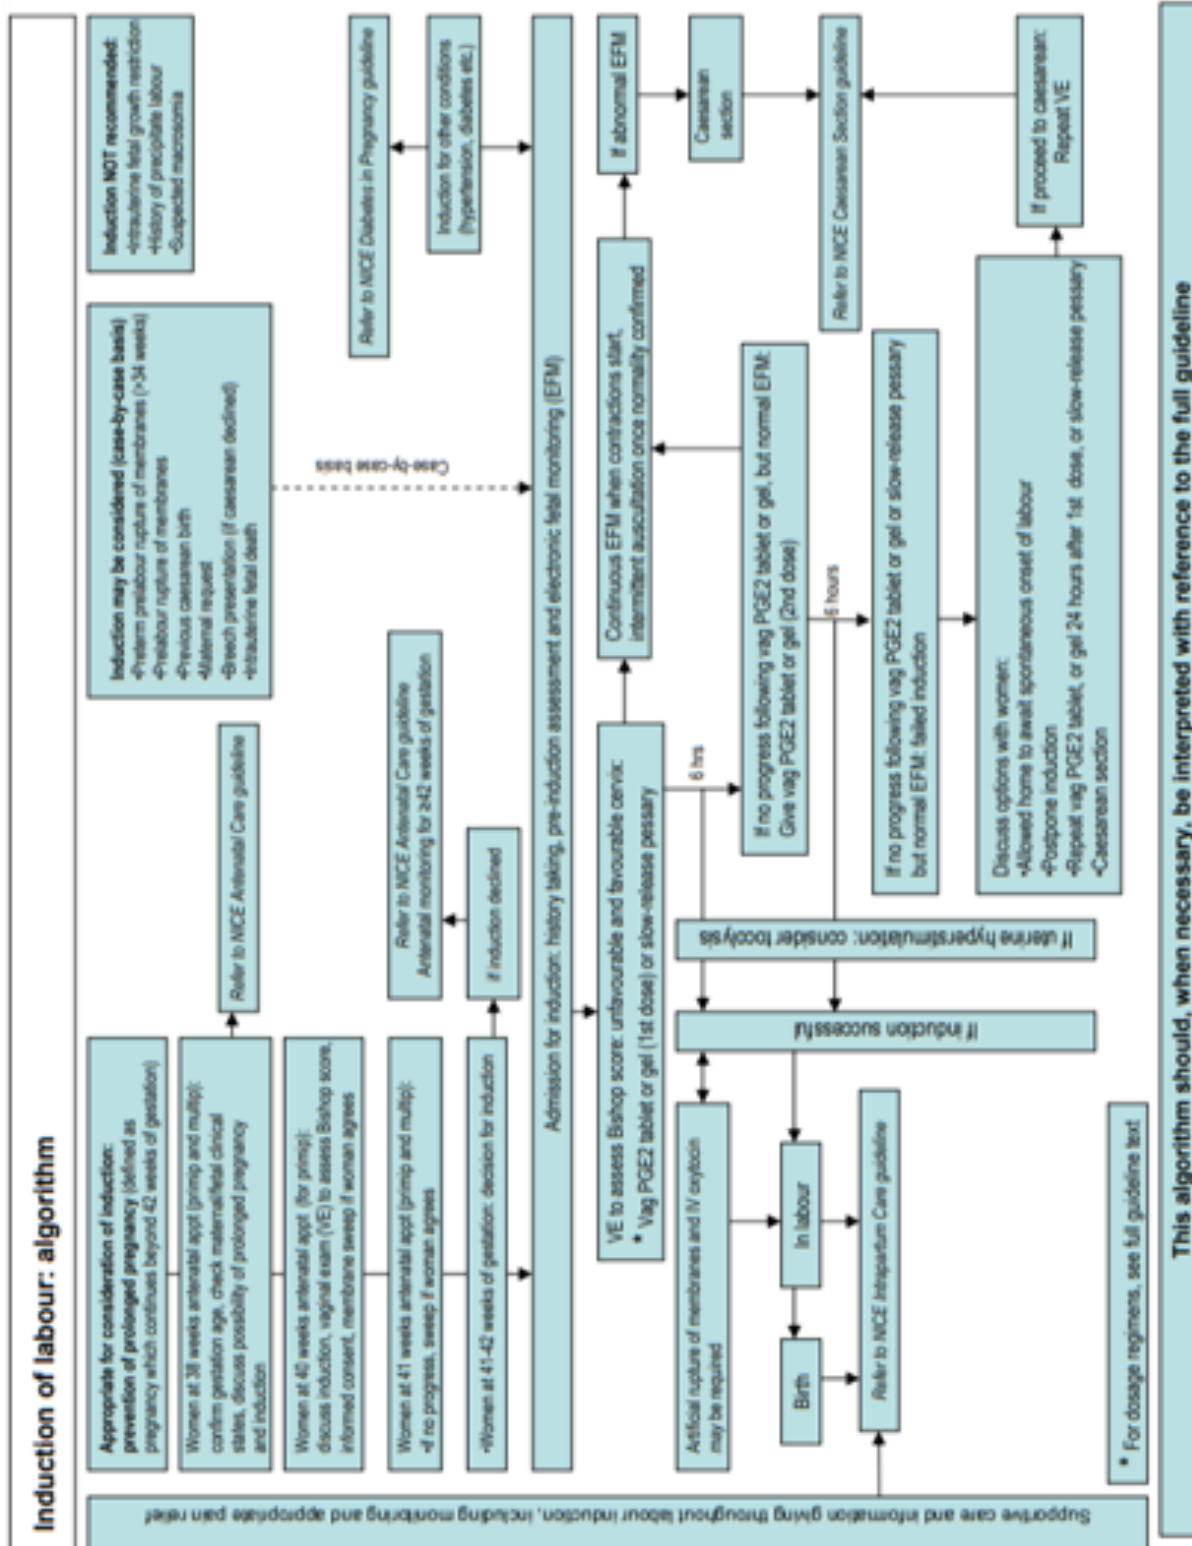 Induction of labour: algorithm
Appropriate for consideration of induction:
prevention of prolonged pregnancy (defined as
pregnancy which continues beyond 42 weeks of gestation)
Women at 38 weeks antenatal appt (primip and multip):
confirm gestation age, check maternal/fetal clinical
states, discuss possibility of prolonged pregnancy
and induction
Refer to NICE Antenatal Care guideline
Women at 40 weeks antenatal appt (for primip):
discuss induction, vaginal exam (VE) to assess Bishop score,
informed consent, membrane sweep if woman agrees
Women at 41 weeks antenatal appt (primip and multip):
•If no progress, sweep if woman agrees
•Women at 41-42 weeks of gestation: decision for induction
If induction declined
Refer to NICE Antenatal Care guideline
Antenatal monitoring for ≥42 weeks of gestation
Induction may be considered (case-by-case basis)
•Preterm prelabour rupture of membranes (>34 weeks)
•Prelabour rupture of membranes
•Previous caesarean birth
•Maternal request
•Breech presentation (if caesarean declined)
•Intrauterine fetal death
Case-by-case basis
Induction NOT recommended:
•Intrauterine fetal growth restriction
•History of precipitate labour
•Suspected macrosomia
Refer to NICE Diabetes in Pregnancy guideline
Induction for other conditions
(hypertension, diabetes etc.)
Admission for induction: history taking, pre-induction assessment and electronic fetal monitoring (EFM)
VE to assess Bishop score: unfavourable and favourable cervix:
* Vag PGE2 tablet or gel (1st dose) or slow-release pessary
Continuous EFM when contractions start,
intermittent auscultation once normality confirmed
If abnormal EFM
Caesarean
section
Refer to NICE Caesarean Section guideline
6 hrs
If no progress following vag PGE2 tablet or gel, but normal EFM:
Give vag PGE2 tablet or gel (2nd dose)
6 hours
If no progress following vag PGE2 tablet or gel or slow-release pessary
but normal EFM: failed induction
Discuss options with women:
•Allowed home to await spontaneous onset of labour
•Postpone induction
•Repeat vag PGE2 tablet, or gel 24 hours after 1st dose, or slow-release pessary
•Caesarean section
If proceed to caesarean:
Repeat VE
If uterine hyperstimulation: consider tocolysis
If induction successful
Artificial rupture of membranes and IV oxytocin
may be required
In labour
Birth
Refer to NICE Intrapartum Care guideline
Supportive care and information giving throughout labour induction, including, monitoring and appropriate pain relief
* For dosage regimens, see full guideline text
This algorithm should, when necessary, be interpreted with reference to the full guideline